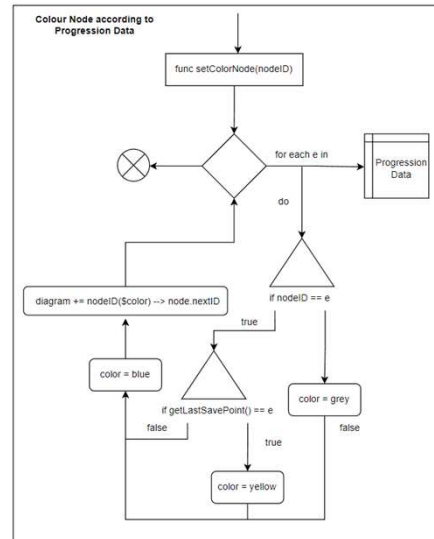 Colour Node according to
Progression Data
func setColorNode(nodeID)
for each e in
Progression
Data
do
diagram += nodeID($color) --> node.nextID
if nodeID == e
true
color = blue
color = grey
if getLastSavePoint() == e
false
false
true
color = yellow